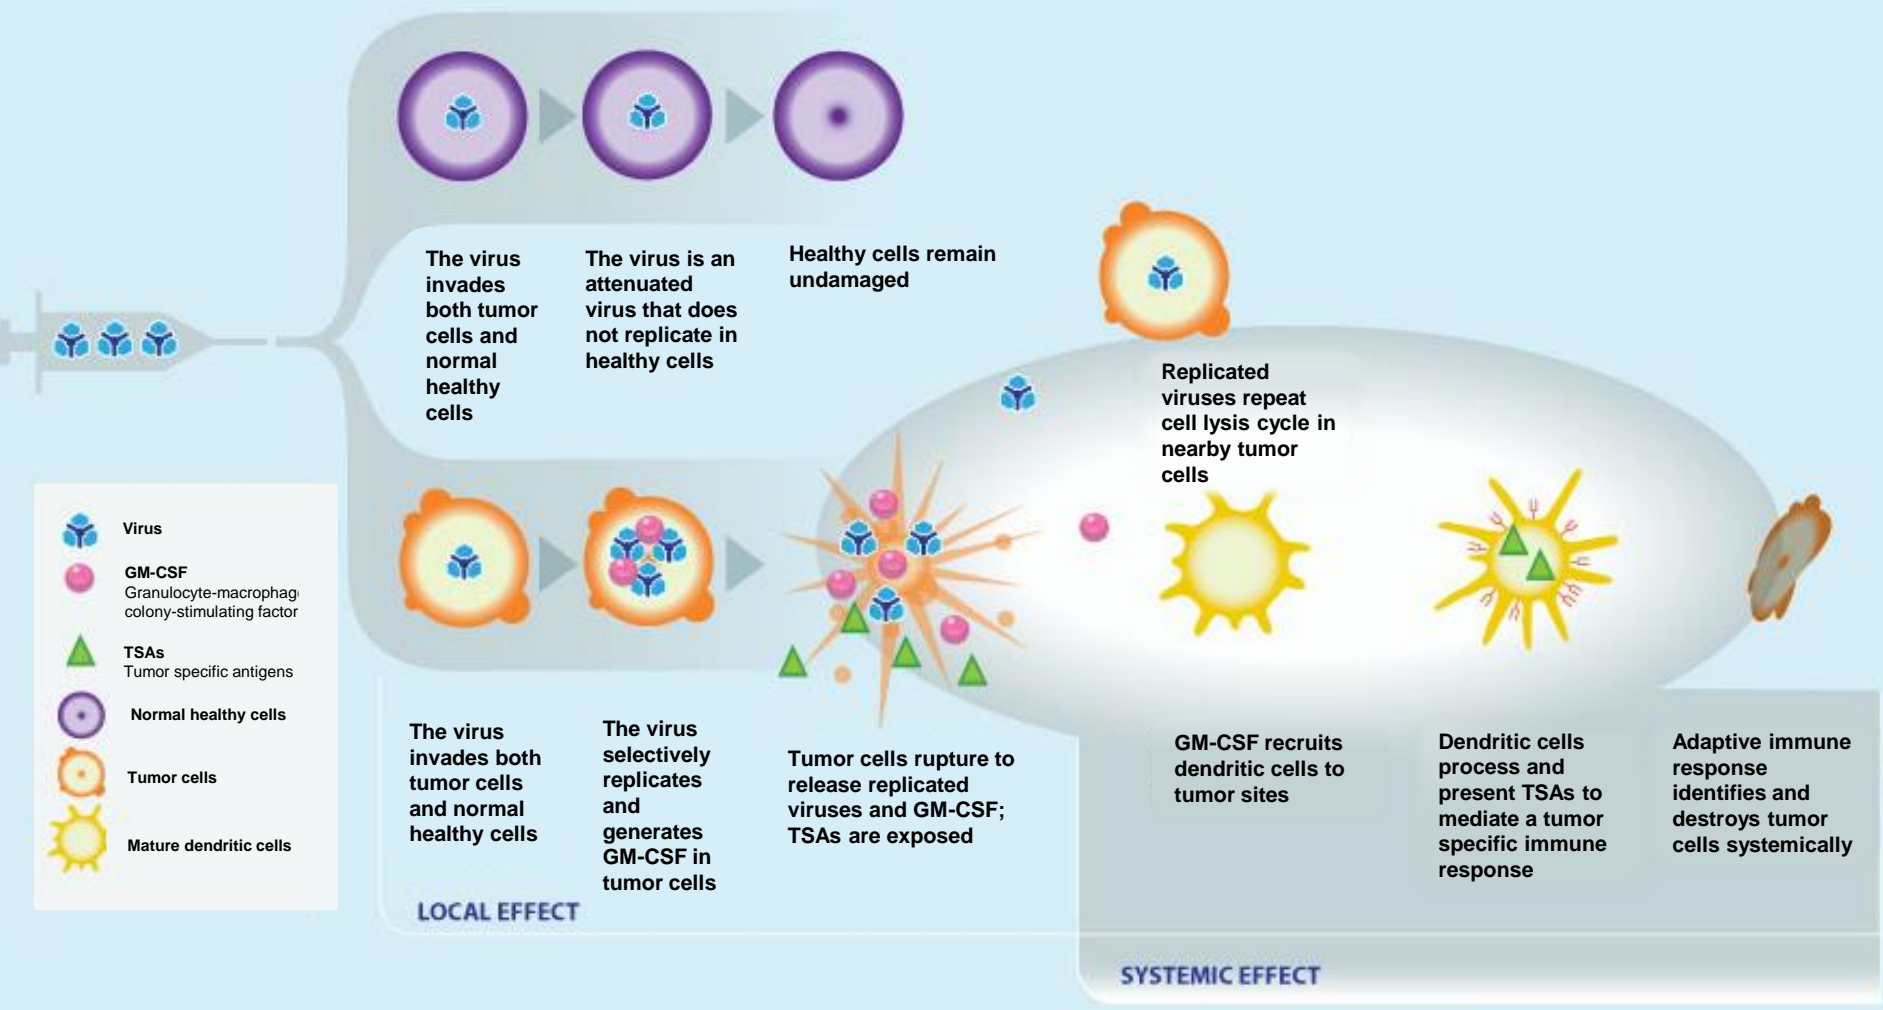 The virus
invades
both tumor
cells and
normal
healthy
cells
The virus is an
attenuated
virus that does
not replicate in
healthy cells
Healthy cells remain
undamaged
Replicated
viruses repeat
cell lysis cycle in
nearby tumor
cells
Virus
GM-CSF
Granulocyte-macrophag
colony-stimulating factor
TSAs
Tumor specific antigens
Normal healthy cells
Tumor cells
Mature dendritic cells
The virus
invades both
tumor cells
and normal
healthy cells
The virus
selectively
replicates
and
generates
GM-CSF in
tumor cells
Tumor cells rupture to
release replicated
viruses and GM-CSF;
TSAs are exposed
GM-CSF recruits
dendritic cells to
tumor sites
Dendritic cells
process and
present TSAs to
mediate a tumor
specific immune
response
Adaptive immune
response
identifies and
destroys tumor
cells systemically
LOCAL EFFECT
SYSTEMIC EFFECT